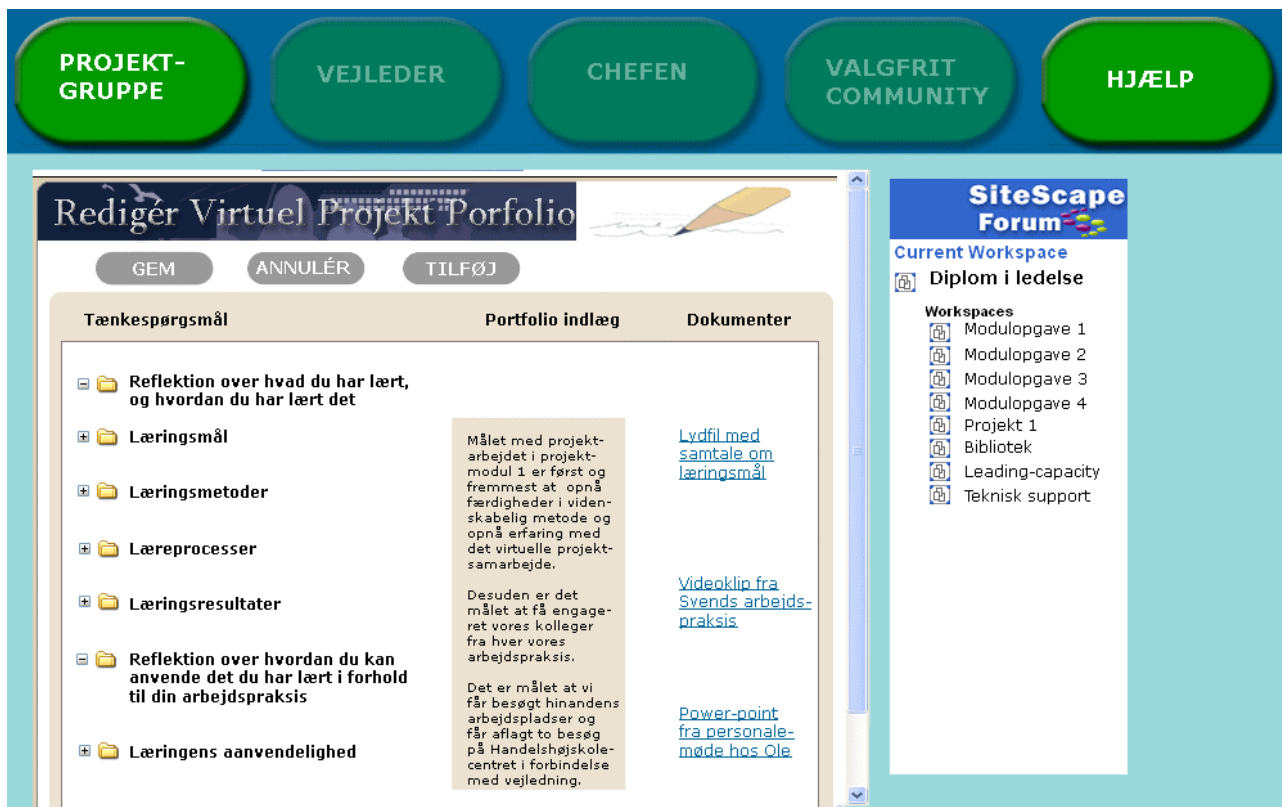 PROJEKT-
GRUPPE
VEJLEDER
CHEFEN
VALGFRIT
COMMUNITY
HJÆLP
Redigér Virtuel Projekt Porfolio
GEM
ANNULÉR
TILFØJ
Tænkespørgsmål
Portfolio indlæg
Dokumenter
Reflektion over hvad du har lært,
og hvordan du har lært det
Læringsmål
Læringsmetoder
Læreprocesser
Læringsresultater
Reflektion over hvordan du kan
anvende det du har lært i forhold
til din arbejdspraksis
Læringens aanvendelighed
Målet med projekt-
arbejdet i projekt-
modul 1 er først og
fremmest at opnå
færdigheder i viden-
skabelig metode og
opnå erfaring med
det virtuelle projekt-
samarbejde.
Desuden er det
målet at få engage-
ret vores kolleger
fra hver vores
arbejdspraksis.
Det er målet at vi
får besøgt hinandens
arbejdspladser og
får aflagt to besøg
på Handelshøjskole-
centret i forbindelse
med vejledning.
Lydfil med
samtale om
læringsmål
Videoklip fra
Svends arbejds-
praksis
Power-point
fra personale-
møde hos Ole
SiteScape
Forum
Current Workspace
Diplom i ledelse
Workspaces
Modulopgave 1
Modulopgave 2
Modulopgave 3
Modulopgave 4
Projekt 1
Bibliotek
Leading-capacity
Teknisk support